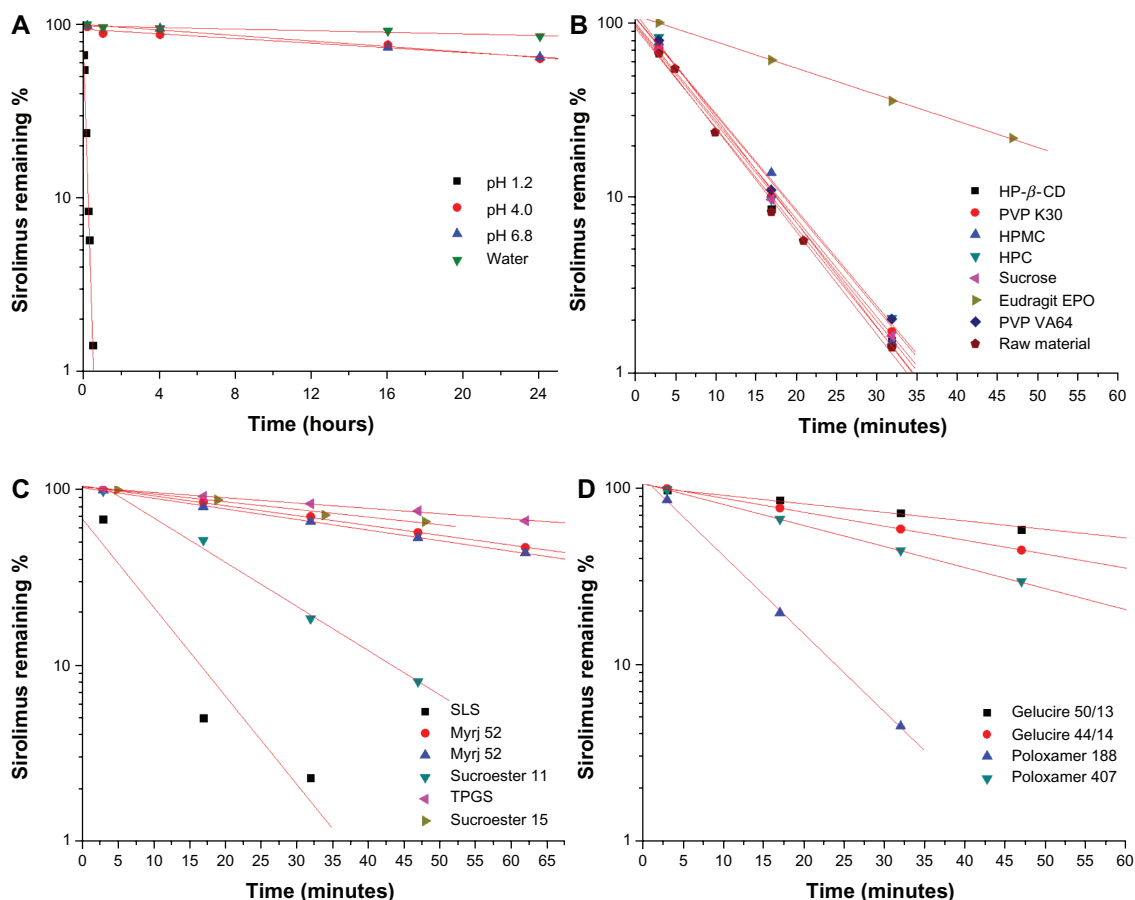 A
Sirolimus remaining %
100
10
1
pH 1.2
pH 4.0
pH 6.8
Water
0 4 8 12 16 20 24
Time (hours)
B
Sirolimus remaining %
100
10
1
HP-β-CD
PVP K30
HPMC
HPC
Sucrose
Eudragit EPO
PVP VA64
Raw material
0 5 10 15 20 25 30 35 40 45 50 55 60
Time (minutes)
C
Sirolimus remaining %
100
10
1
SLS
Myrj 52
Myrj 52
Sucroester 11
TPGS
Sucroester 15
0 5 10 15 20 25 30 35 40 45 50 55 60 65
Time (minutes)
D
Sirolimus remaining %
100
10
1
Gelucire 50/13
Gelucire 44/14
Poloxamer 188
Poloxamer 407
0 5 10 15 20 25 30 35 40 45 50 55 60
Time (minutes)